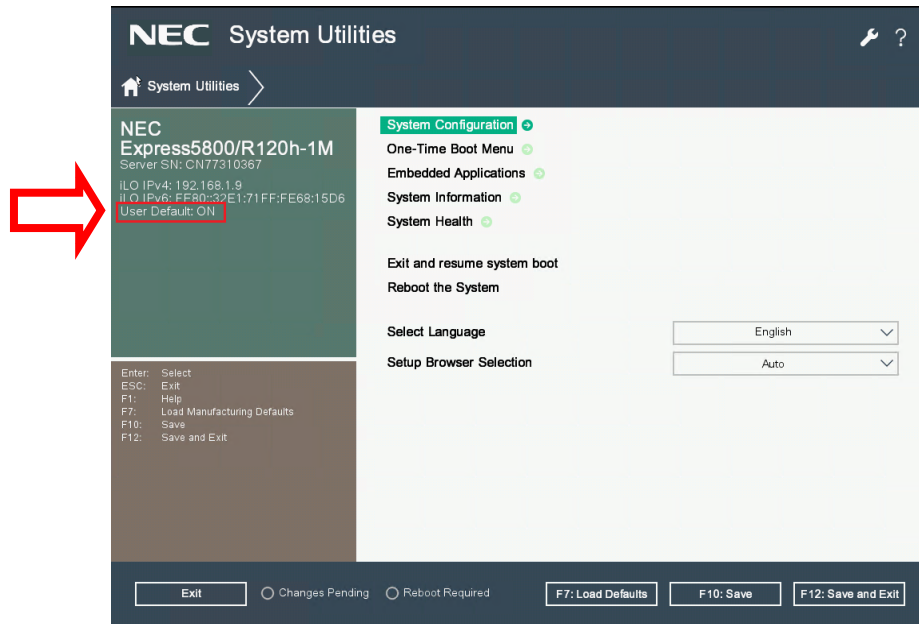 NEC System Utilities
?
System Utilities
NEC
Express5800/R120h-1M
Server SN: CN77310367
iLO IPv4: 192.168.1.9
iLO IPv6: FE80::32E1:71FF:FE68:15D6
User Default: ON
System Configuration
One-Time Boot Menu
Embedded Applications
System Information
System Health
Exit and resume system boot
Reboot the System
Select Language English
Setup Browser Selection Auto
Enter: Select
ESC: Exit
F1: Help
F7: Load Manufacturing Defaults
F10: Save
F12: Save and Exit
Exit Changes Pending Reboot Required F7: Load Defaults F10: Save F12: Save and Exit